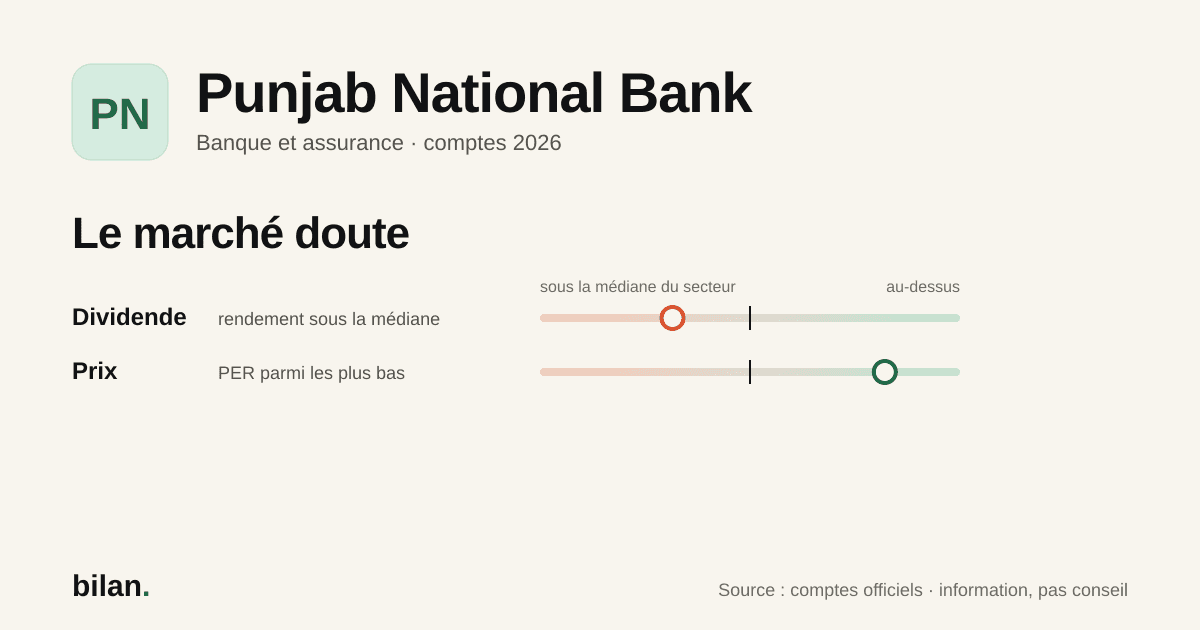 PN
Punjab National Bank
Banque et assurance · comptes 2026
Le marché doute
sous la médiane du secteur au-dessus
Dividende rendement sous la médiane
Prix PER parmi les plus bas
bilan.
Source : comptes officiels · information, pas conseil